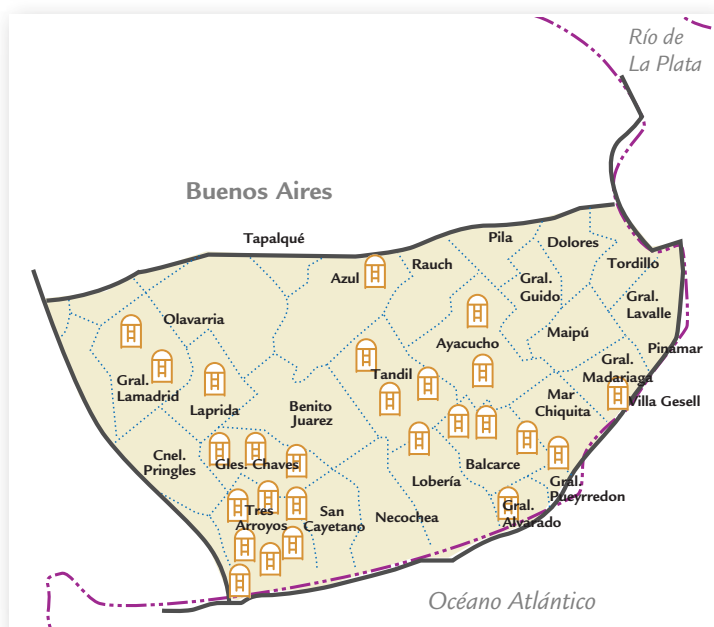 Río de
La Plata
Buenos Aires
Tapalqué
Pila
Dolores
Azul
Rauch
Tordillo
Gral.
Guido
Gral.
Lavalle
Olavarria
Ayacucho
Maipú
Pinamar
Gral.
Madariaga
Gral.
Lamadrid
Tandil
Villa Gesell
Laprida
Benito
Juarez
Mar
Chiquita
Cnel.
Pringles
Gles. Chaves
Balcarce
Lobería
Gral.
Pueyrredon
Tres
Arroyos
San
Cayetano
Necochea
Gral.
Alvarado
Océano Atlántico